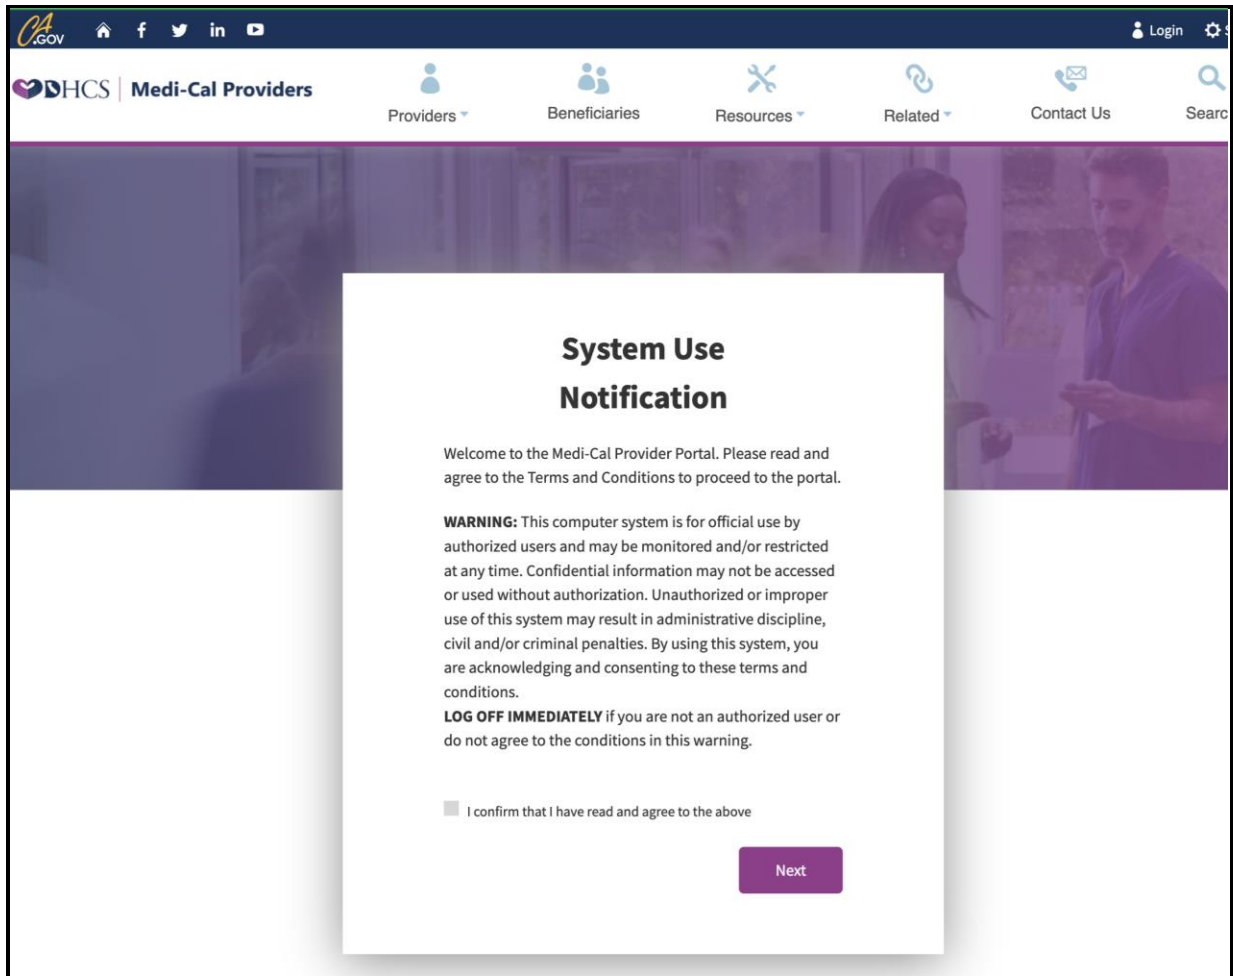 CA.GOV
Login
DHCS | Medi-Cal Providers
Providers
Beneficiaries
Resources
Related
Contact Us
Searc
System Use
Notification
Welcome to the Medi-Cal Provider Portal. Please read and
agree to the Terms and Conditions to proceed to the portal.
WARNING: This computer system is for official use by
authorized users and may be monitored and/or restricted
at any time. Confidential information may not be accessed
or used without authorization. Unauthorized or improper
use of this system may result in administrative discipline,
civil and/or criminal penalties. By using this system, you
are acknowledging and consenting to these terms and
conditions.
LOG OFF IMMEDIATELY if you are not an authorized user or
do not agree to the conditions in this warning.
I confirm that I have read and agree to the above
Next